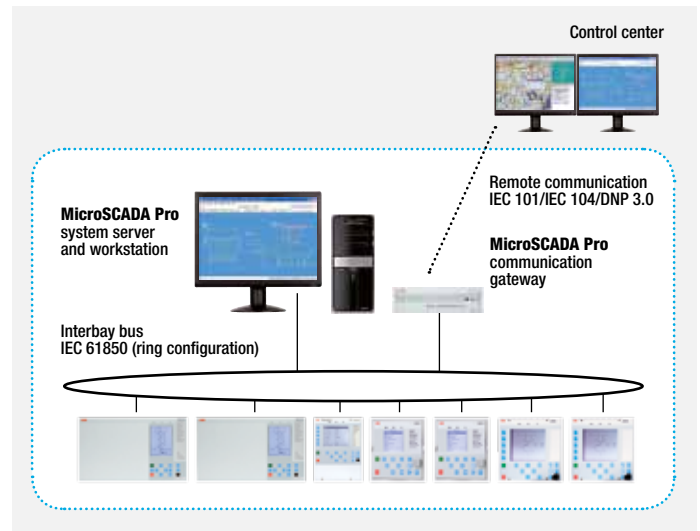 Control center
Remote communication
IEC 101/IEC 104/DNP 3.0
MicroSCADA Pro
system server
and workstation
MicroSCADA Pro
communication
gateway
Interbay bus
IEC 61850 (ring configuration)